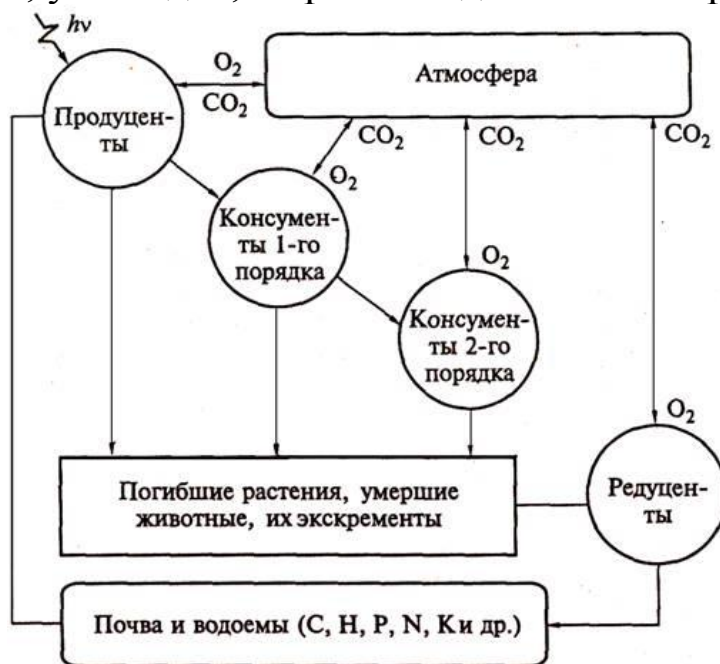 hν
O₂
CO₂
Атмосфера
Продуцен-
ты
CO₂
CO₂
CO₂
O₂
Консумен-
ты 1-го
порядка
O₂
Консумен-
ты 2-го
порядка
O₂
Погибшие растения, умершие
животные, их экскременты
Редуцен-
ты
Почва и водоемы (C, H, P, N, K и др.)